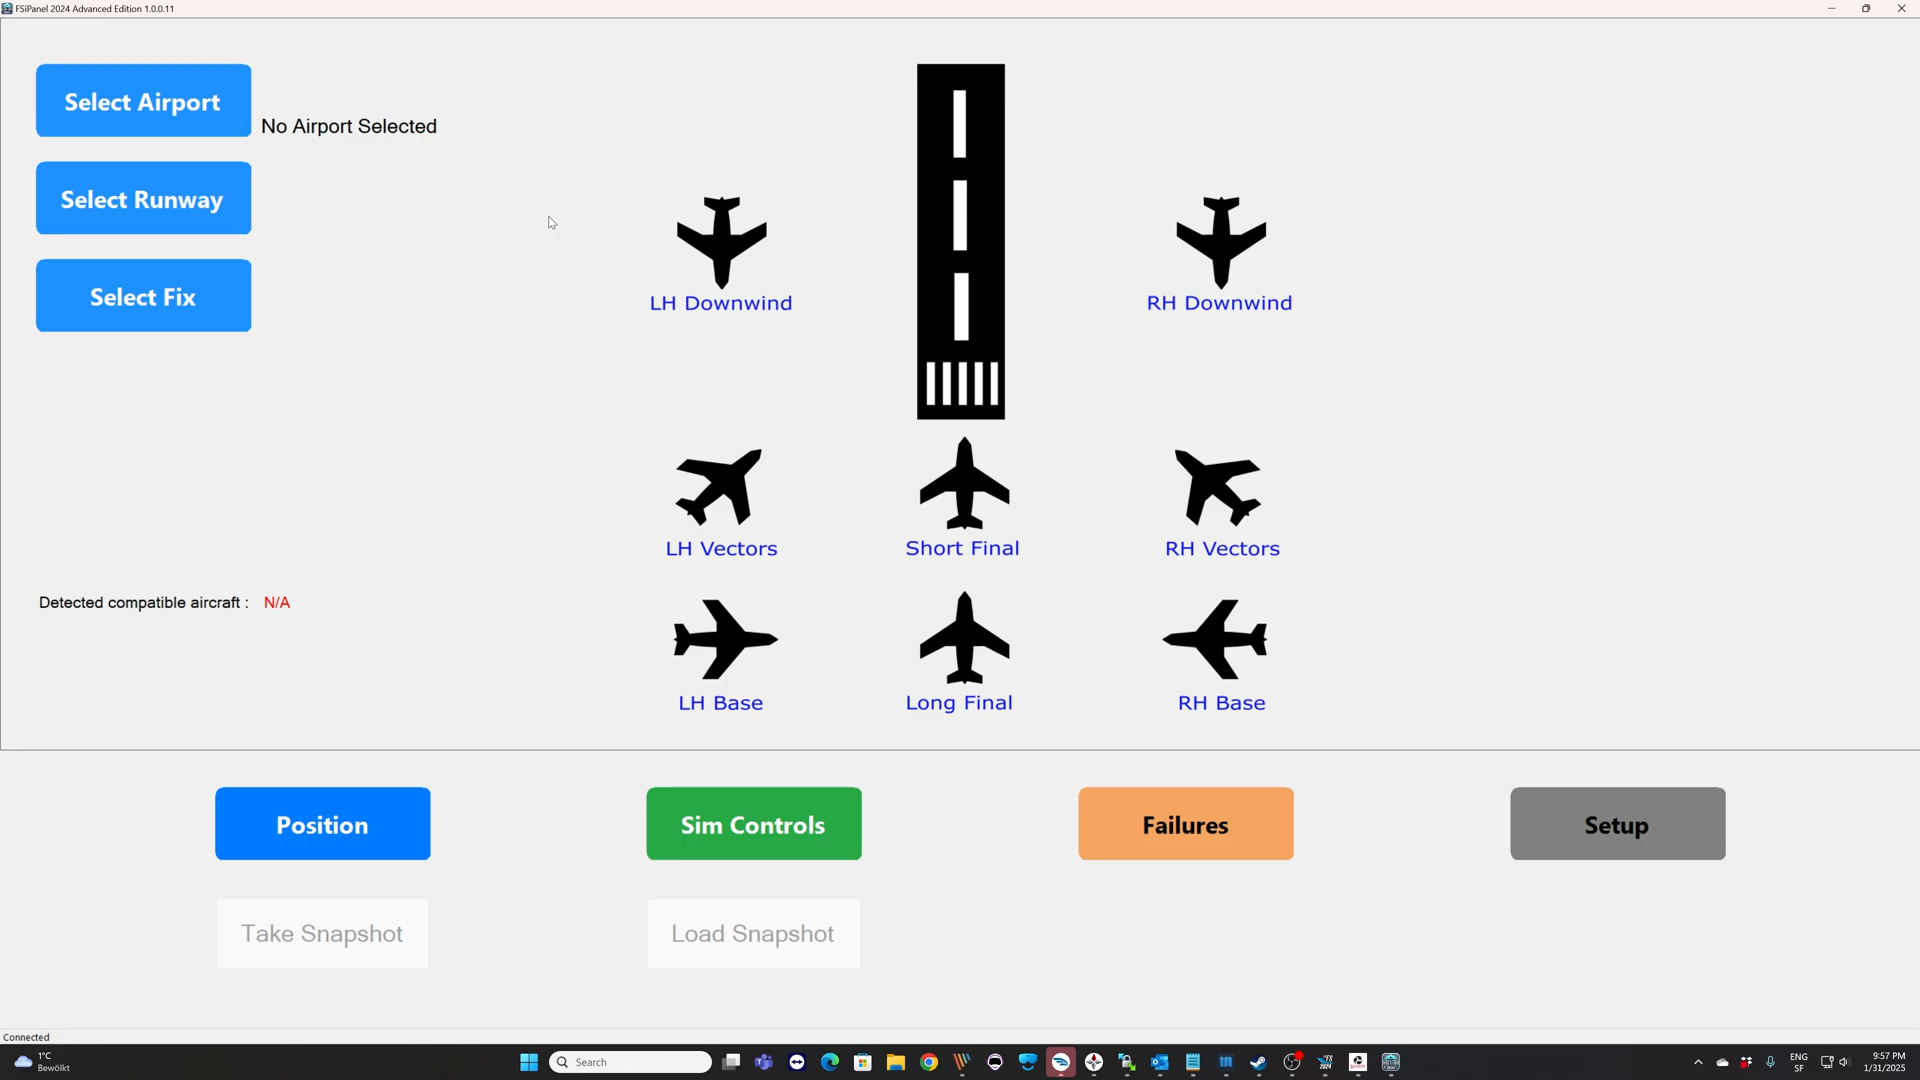 FSiPanel 2024 Advanced Edition 1.0.0.11
Select Airport
No Airport Selected
Select Runway
Select Fix
LH Downwind
RH Downwind
LH Vectors
Short Final
RH Vectors
Detected compatible aircraft : N/A
LH Base
Long Final
RH Base
Position
Sim Controls
Failures
Setup
Take Snapshot
Load Snapshot
Connected
1°C
Bewölkt
Search
ENG
SF
9:57 PM
1/31/2025